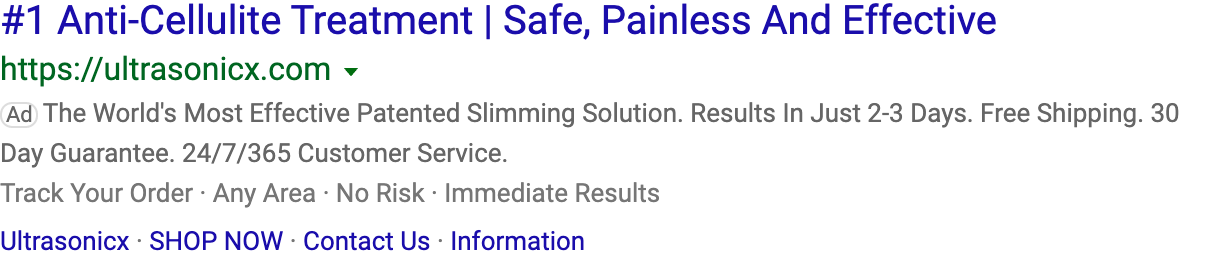 #1 Anti-Cellulite Treatment | Safe, Painless And Effective
https://ultrasonicx.com
Ad The World's Most Effective Patented Slimming Solution. Results In Just 2-3 Days. Free Shipping. 30
Day Guarantee. 24/7/365 Customer Service.
Track Your Order · Any Area · No Risk · Immediate Results
Ultrasonicx · SHOP NOW · Contact Us · Information